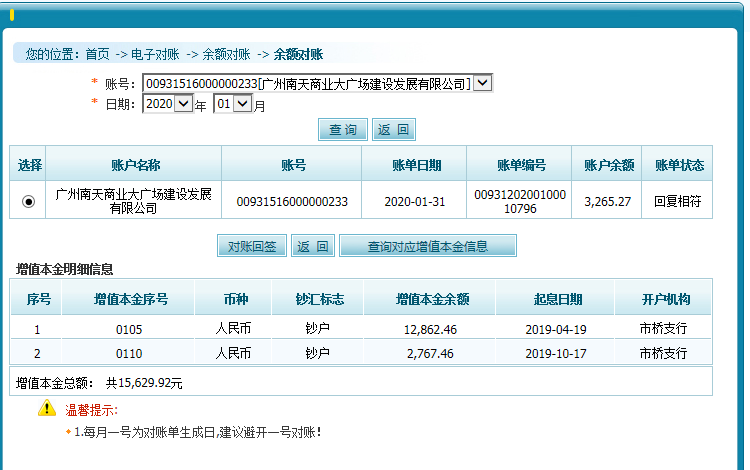 您的位置：首页 -> 电子对账 -> 余额对账 -> 余额对账
* 账号：00931516000000233[广州南天商业大广场建设发展有限公司]
* 日期：2020年 01月
查 询 返 回
选择 账户名称 账号 账单日期 账单编号 账户余额 账单状态
广州南天商业大广场建设发展有限公司 00931516000000233 2020-01-31 0093120200100010796 3,265.27 回复相符
对账回签 返 回 查询对应增值本金信息
增值本金明细信息
序号 增值本金序号 币种 钞汇标志 增值本金余额 起息日期 开户机构
1 0105 人民币 钞户 12,862.46 2019-04-19 市桥支行
2 0110 人民币 钞户 2,767.46 2019-10-17 市桥支行
增值本金总额： 共15,629.92元
温馨提示:
1.每月一号为对账单生成日,建议避开一号对账！